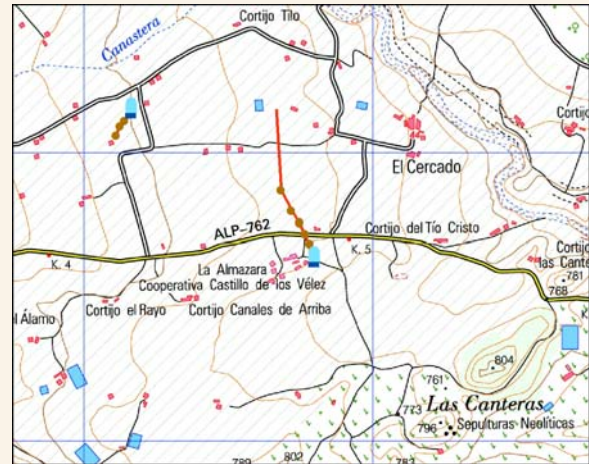 Cortijo Tilo
Canastera
Cortijo
El Cercado
ALP-762
Cortijo del Tío Cristo
K. 4
K. 5
La Almazara
Cooperativa Castillo de los Vélez
Cortijo
las Cante
781
768
K
Cortijo el Rayo
Cortijo Canales de Arriba
l Álamo
804
761
773
Las Canteras
796
Sepulturas Neolíticas
789
802
783